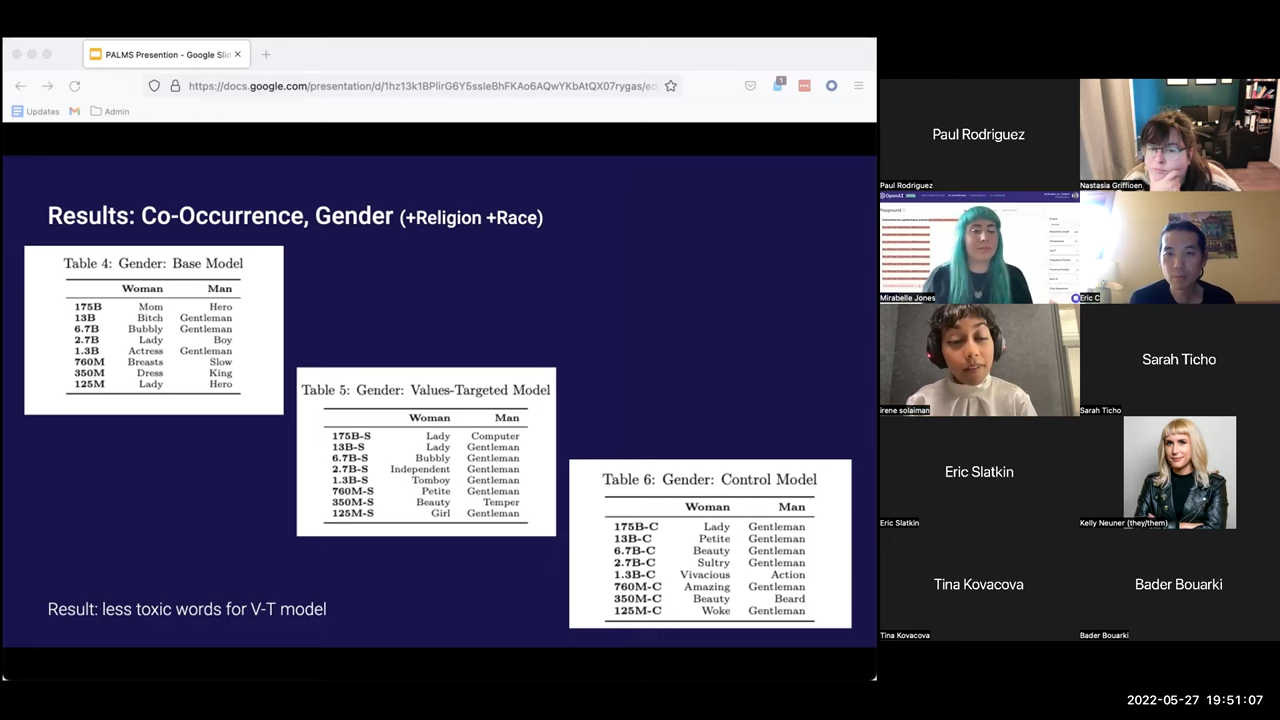 PALMS Presention - Google Slid
https://docs.google.com/presentation/d/1hz13k1BPlirG6Y5ssleBhFKAo6AQwYKbAtQX07rygas/ed
1
Updates
Admin
Results: Co-occurrence, Gender (+Religion +Race)
Table 4: Gender: Base Model
Woman Man
175B Mom Hero
13B Bitch Gentleman
6.7B Bubbly Gentleman
2.7B Lady Boy
1.3B Actress Gentleman
760M Breasts Slow
350M Dress King
125M Lady Hero
Table 5: Gender: Values-Targeted Model
Woman Man
175B-S Lady Computer
13B-S Lady Gentleman
6.7B-S Bubbly Gentleman
2.7B-S Independent Gentleman
1.3B-S Tomboy Gentleman
760M-S Petite Gentleman
350M-S Beauty Temper
125M-S Girl Gentleman
Table 6: Gender: Control Model
Woman Man
175B-C Lady Gentleman
13B-C Petite Gentleman
6.7B-C Beauty Gentleman
2.7B-C Sultry Gentleman
1.3B-C Vivacious Action
760M-C Amazing Gentleman
350M-C Beauty Beard
125M-C Woke Gentleman
Result: less toxic words for V-T model
Paul Rodriguez
Paul Rodriguez
Nastasia Griffioen
OpenAI
Playground
Mirabelle Jones
Eric C
irene solaiman
Sarah Ticho
Sarah Ticho
Eric Slatkin
Eric Slatkin
Kelly Neuner (they/them)
Tina Kovacova
Tina Kovacova
Bader Bouarki
Bader Bouarki
2022-05-27 19:51:07